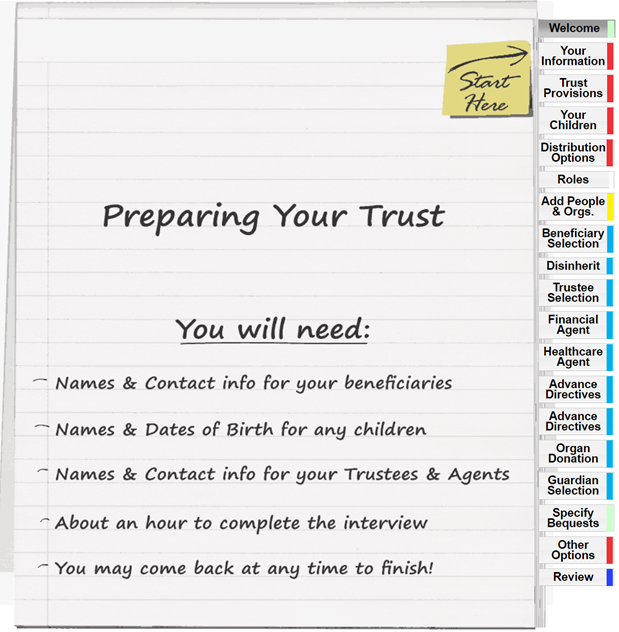 Start
Here
Preparing Your Trust
You will need:
Names & Contact info for your beneficiaries
Names & Dates of Birth for any children
Names & Contact info for your Trustees & Agents
About an hour to complete the interview
You may come back at any time to finish!
Welcome
Your
Information
Trust
Provisions
Your
Children
Distribution
Options
Roles
Add People
& Orgs.
Beneficiary
Selection
Disinherit
Trustee
Selection
Financial
Agent
Healthcare
Agent
Advance
Directives
Advance
Directives
Organ
Donation
Guardian
Selection
Specify
Bequests
Other
Options
Review